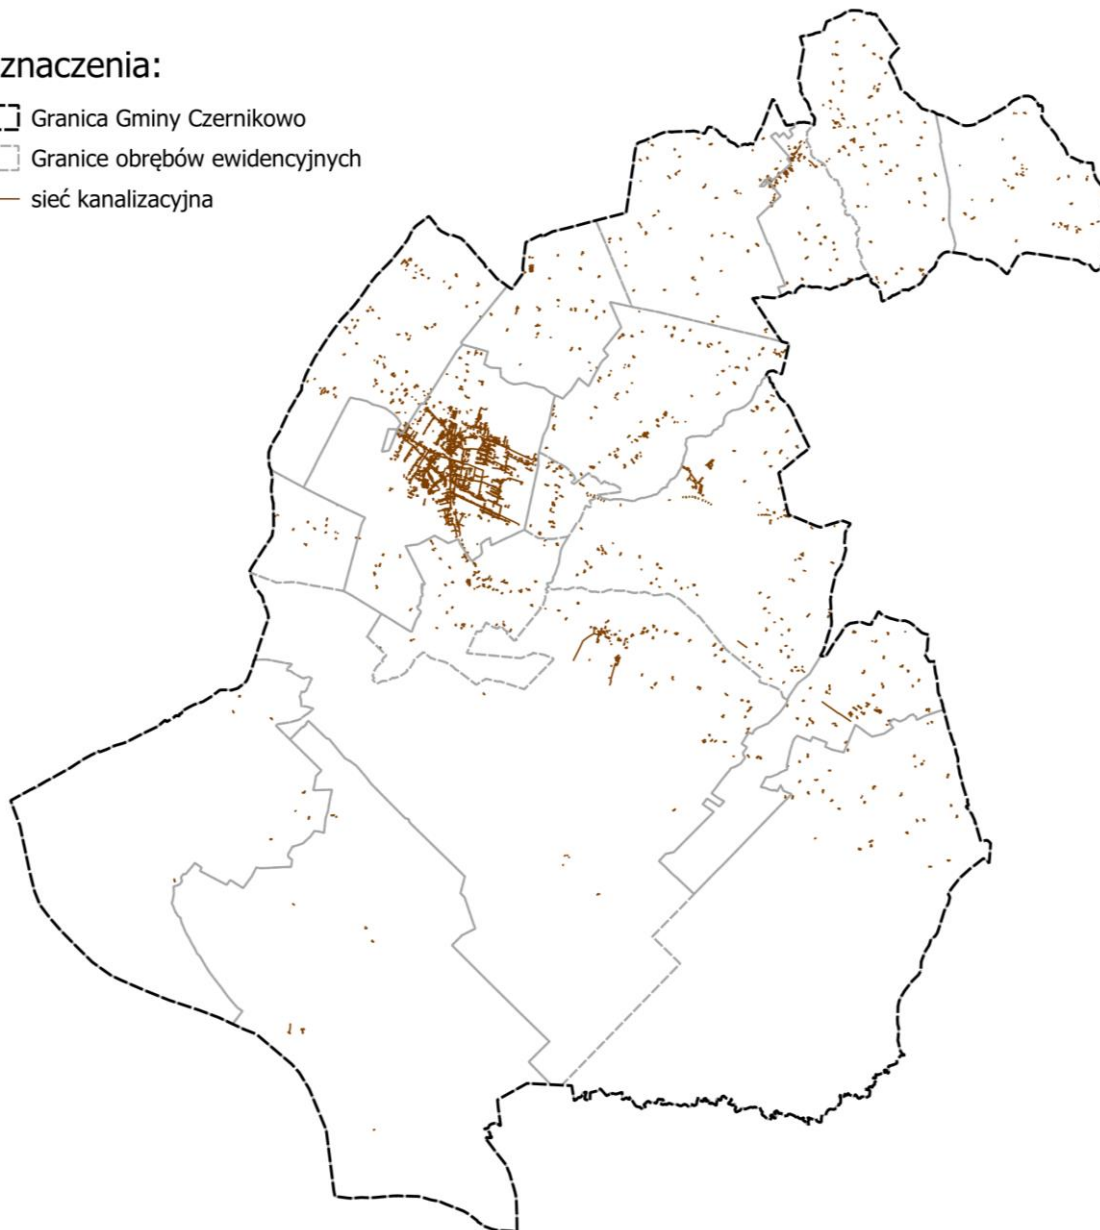 znaczenia:
Granica Gminy Czernikowo
Granice obrębów ewidencyjnych
sieć kanalizacyjna